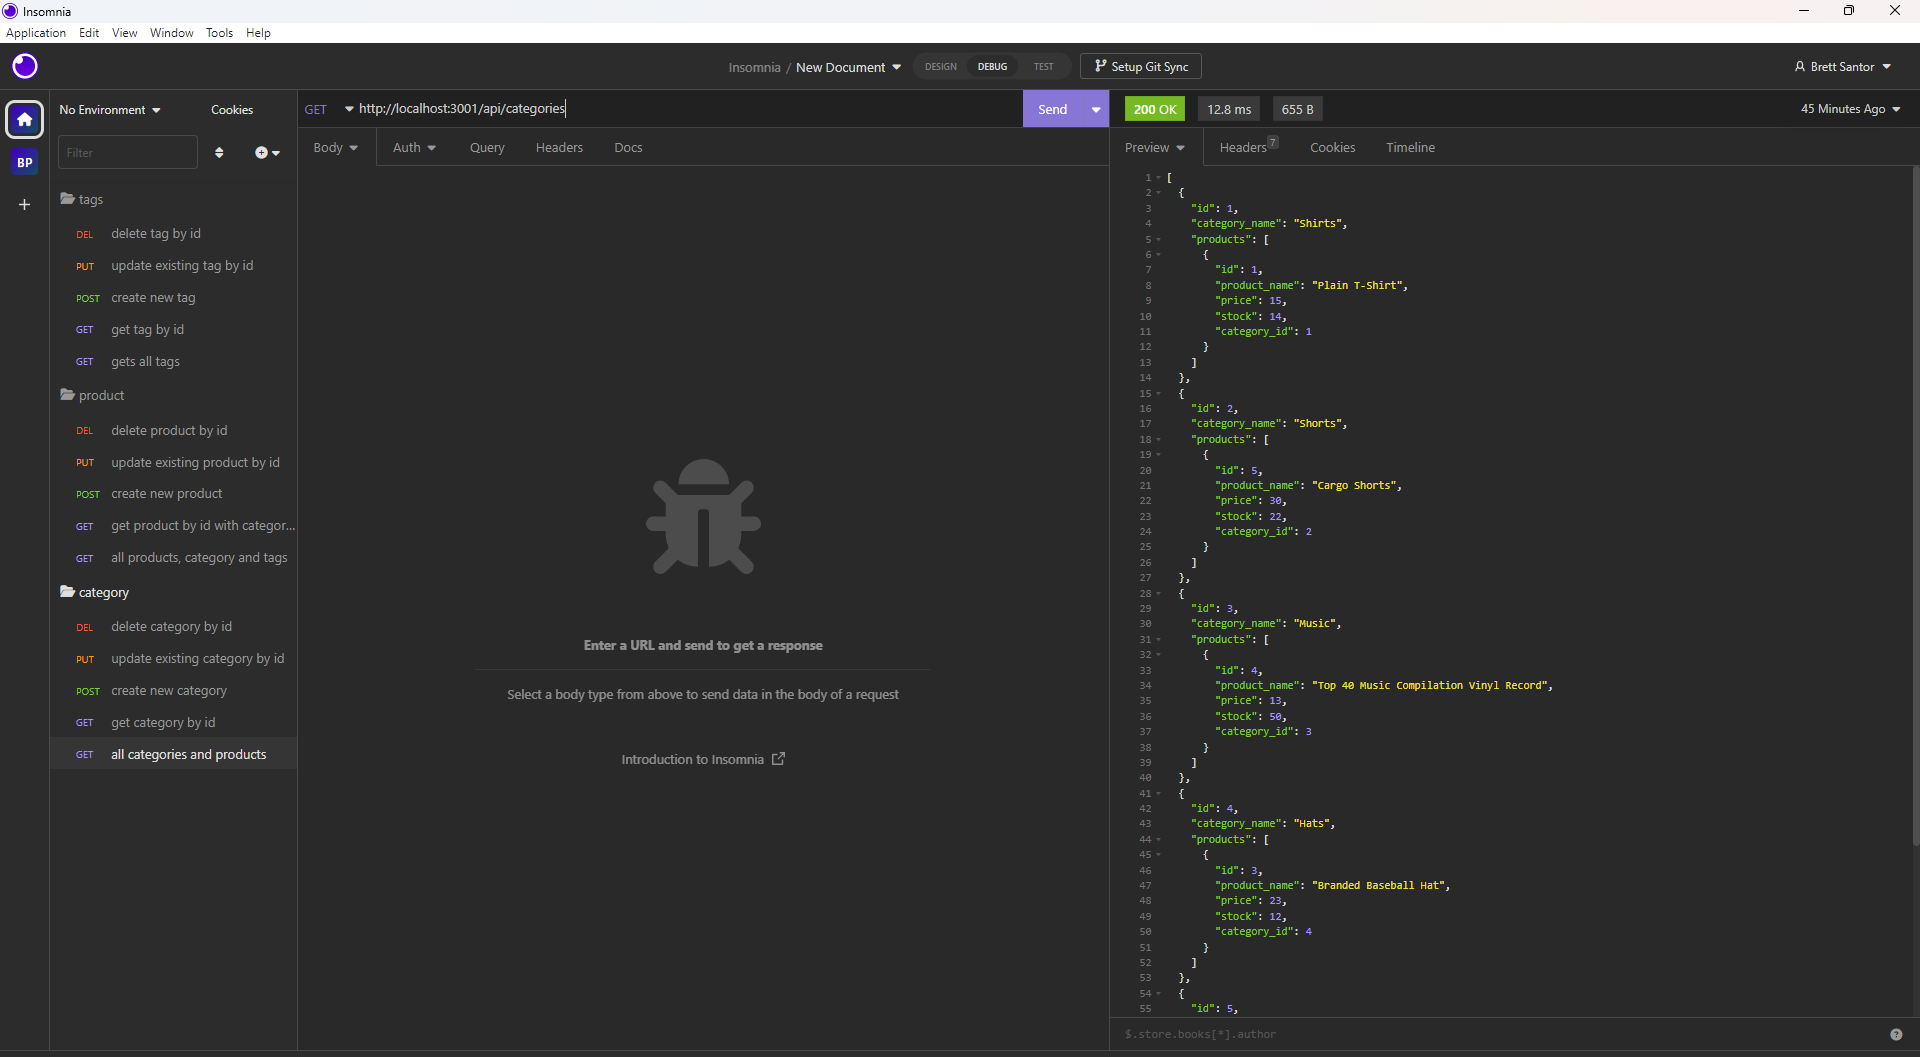 Insomnia
Application Edit View Window Tools Help
Insomnia / New Document DESIGN DEBUG TEST Setup Git Sync Brett Santor
No Environment Cookies
BP
Filter
tags
DEL delete tag by id
PUT update existing tag by id
POST create new tag
GET get tag by id
GET gets all tags
product
DEL delete product by id
PUT update existing product by id
POST create new product
GET get product by id with categor...
GET all products, category and tags
category
DEL delete category by id
PUT update existing category by id
POST create new category
GET get category by id
GET all categories and products
GET http://localhost:3001/api/categories Send
Body Auth Query Headers Docs
Enter a URL and send to get a response
Select a body type from above to send data in the body of a request
Introduction to Insomnia
200 OK 12.8 ms 655 B 45 Minutes Ago
Preview Headers 7 Cookies Timeline
1 [
2 {
3 "id": 1,
4 "category_name": "Shirts",
5 "products": [
6 {
7 "id": 1,
8 "product_name": "Plain T-Shirt",
9 "price": 15,
10 "stock": 14,
11 "category_id": 1
12 }
13 ]
14 },
15 {
16 "id": 2,
17 "category_name": "Shorts",
18 "products": [
19 {
20 "id": 5,
21 "product_name": "Cargo Shorts",
22 "price": 30,
23 "stock": 22,
24 "category_id": 2
25 }
26 ]
27 },
28 {
29 "id": 3,
30 "category_name": "Music",
31 "products": [
32 {
33 "id": 4,
34 "product_name": "Top 40 Music Compilation Vinyl Record",
35 "price": 13,
36 "stock": 50,
37 "category_id": 3
38 }
39 ]
40 },
41 {
42 "id": 4,
43 "category_name": "Hats",
44 "products": [
45 {
46 "id": 3,
47 "product_name": "Branded Baseball Hat",
48 "price": 23,
49 "stock": 12,
50 "category_id": 4
51 }
52 ]
53 },
54 {
55 "id": 5,
$.store.books[*].author